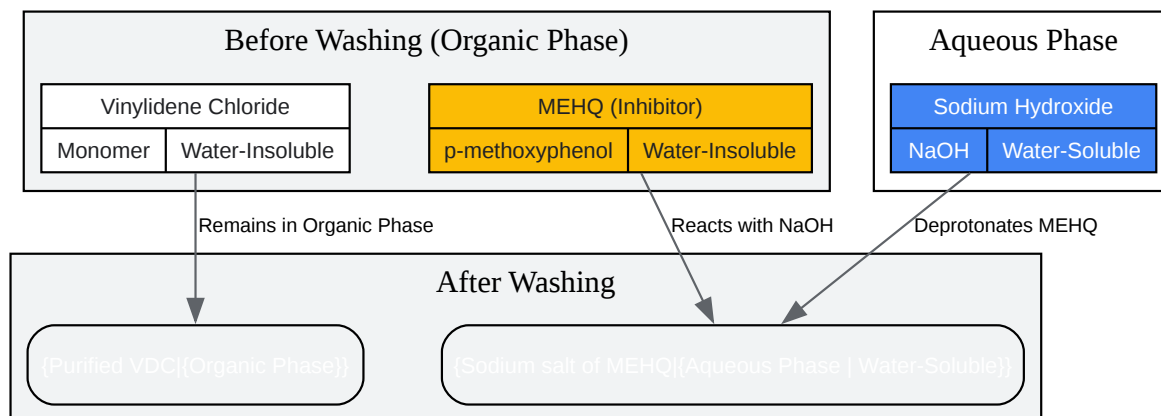 Before Washing (Organic Phase)
Aqueous Phase
Vinylidene Chloride
Monomer
Water-Insoluble
MEHQ (Inhibitor)
p-methoxyphenol
Water-Insoluble
Sodium Hydroxide
NaOH
Water-Soluble
Remains in Organic Phase
Reacts with NaOH
Deprotonates MEHQ
After Washing
{Purified VDC|{Organic Phase}}
{Sodium salt of MEHQ|{Aqueous Phase | Water-Soluble}}